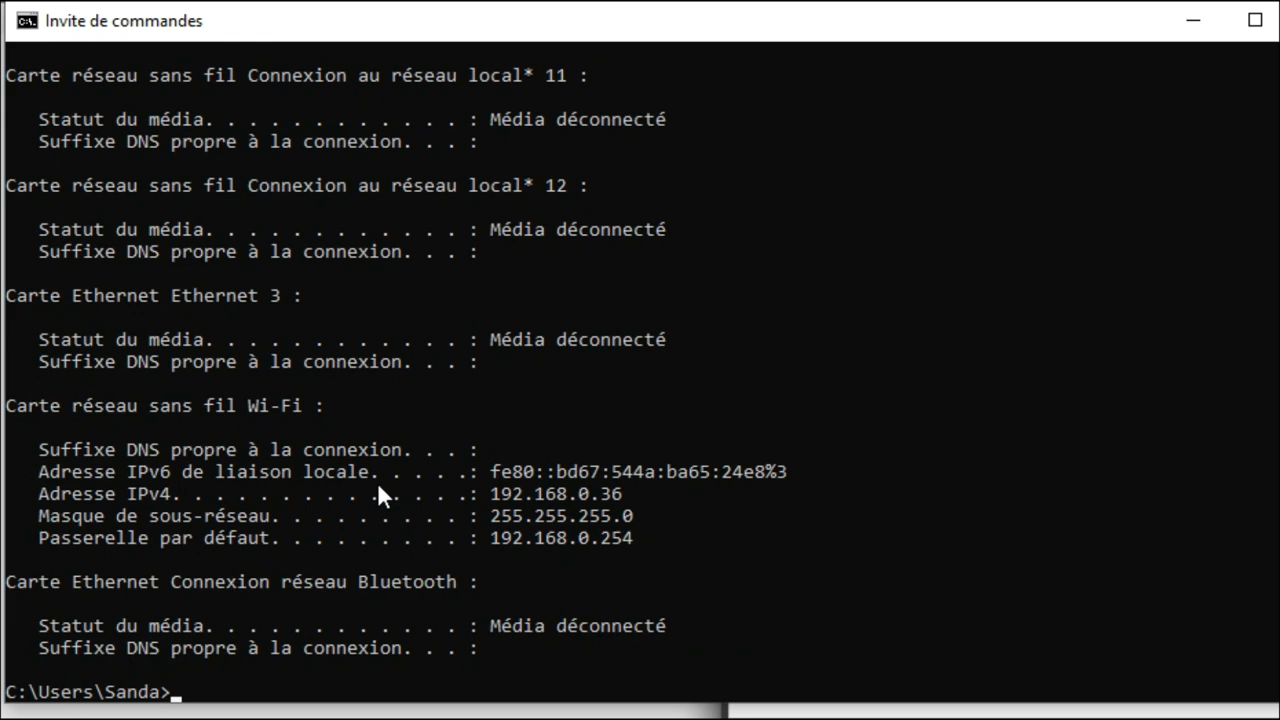 Invite de commandes
Carte réseau sans fil Connexion au réseau local* 11 :
Statut du média. . . . . . . . . . . . : Média déconnecté
Suffixe DNS propre à la connexion. . . :
Carte réseau sans fil Connexion au réseau local* 12 :
Statut du média. . . . . . . . . . . . : Média déconnecté
Suffixe DNS propre à la connexion. . . :
Carte Ethernet Ethernet 3 :
Statut du média. . . . . . . . . . . . : Média déconnecté
Suffixe DNS propre à la connexion. . . :
Carte réseau sans fil Wi-Fi :
Suffixe DNS propre à la connexion. . . :
Adresse IPv6 de liaison locale. . . . .: fe80::bd67:544a:ba65:24e8%3
Adresse IPv4. . . . . . . . . . . . . .: 192.168.0.36
Masque de sous-réseau. . . . . . . . . : 255.255.255.0
Passerelle par défaut. . . . . . . . . : 192.168.0.254
Carte Ethernet Connexion réseau Bluetooth :
Statut du média. . . . . . . . . . . . : Média déconnecté
Suffixe DNS propre à la connexion. . . :
C:\Users\Sanda>